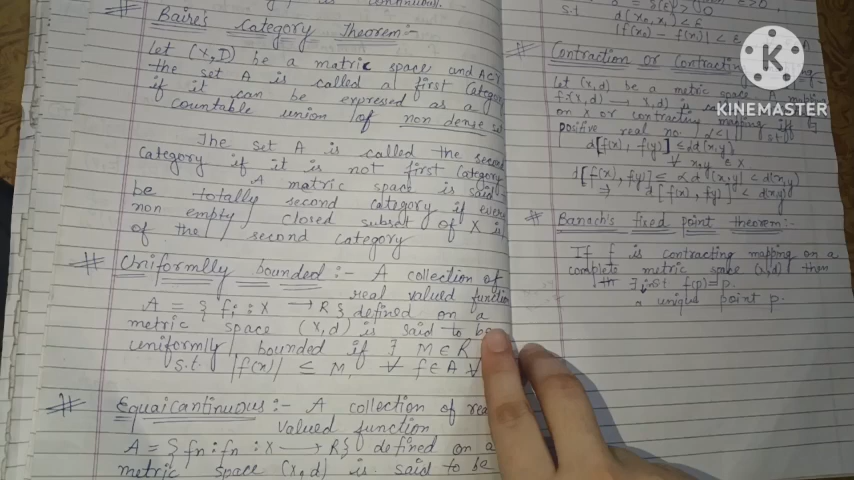 # Baire's Category Theorem:-
Let (X,D) be a matric space and A⊂X
the set A is called a first category
if it can be expressed as a
countable union of non dense
The set A is called the second
category if it is not first category
A matric space is said
be totally second category if every
non empty closed subset of X is
of the second category
# Uniformlly bounded :- A collection of
real valued function
A = { fi : X → R } defined on a
metric space (X,d) is said to be
uniformly bounded if ∃ M ∈ R
s.t. |f(x)| ≤ M, ∀ f ∈ A ∀
# Equaicantinuous :- A collection of real
valued function
A = { fn : fn : X → R } defined on a
metric space (X,d) is said to be
s.t
d(x0, x) < ε
|f(x0) - f(x)| < ε
# Contraction or Contracting
Let (x,d) be a metric space A
f:(x,d) → (x,d) is
on x or contracting mapping iff ∃
positive real no. α<1 s.t
d[f(x), f(y)] ≤ αd(x,y)
∀ x,y ∈ X
d[f(x), f(y)] ≤ αd(x,y) < d(x,y)
⇒ d[f(x), f(y)] < d(x,y)
# Banach's fixed point theorem:-
If f is contracting mapping on a
complete metric space (x,d) then
∃ s.t f(p)=p.
a unique point p.
K
KINEMASTER